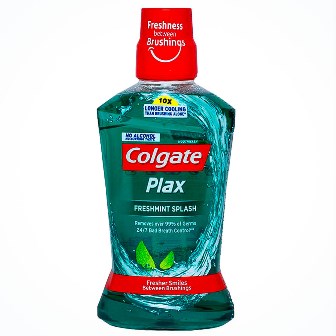 Freshness
between
Brushings
10X
LONGER COOLING
THAN BRUSHING ALONE*
NO ALCOHOL
MOUTHWASH
Colgate
Plax
FRESHMINT SPLASH
Removes over 99% of Germs
24/7 Bad Breath Control**
Fresher Smiles
Between Brushings